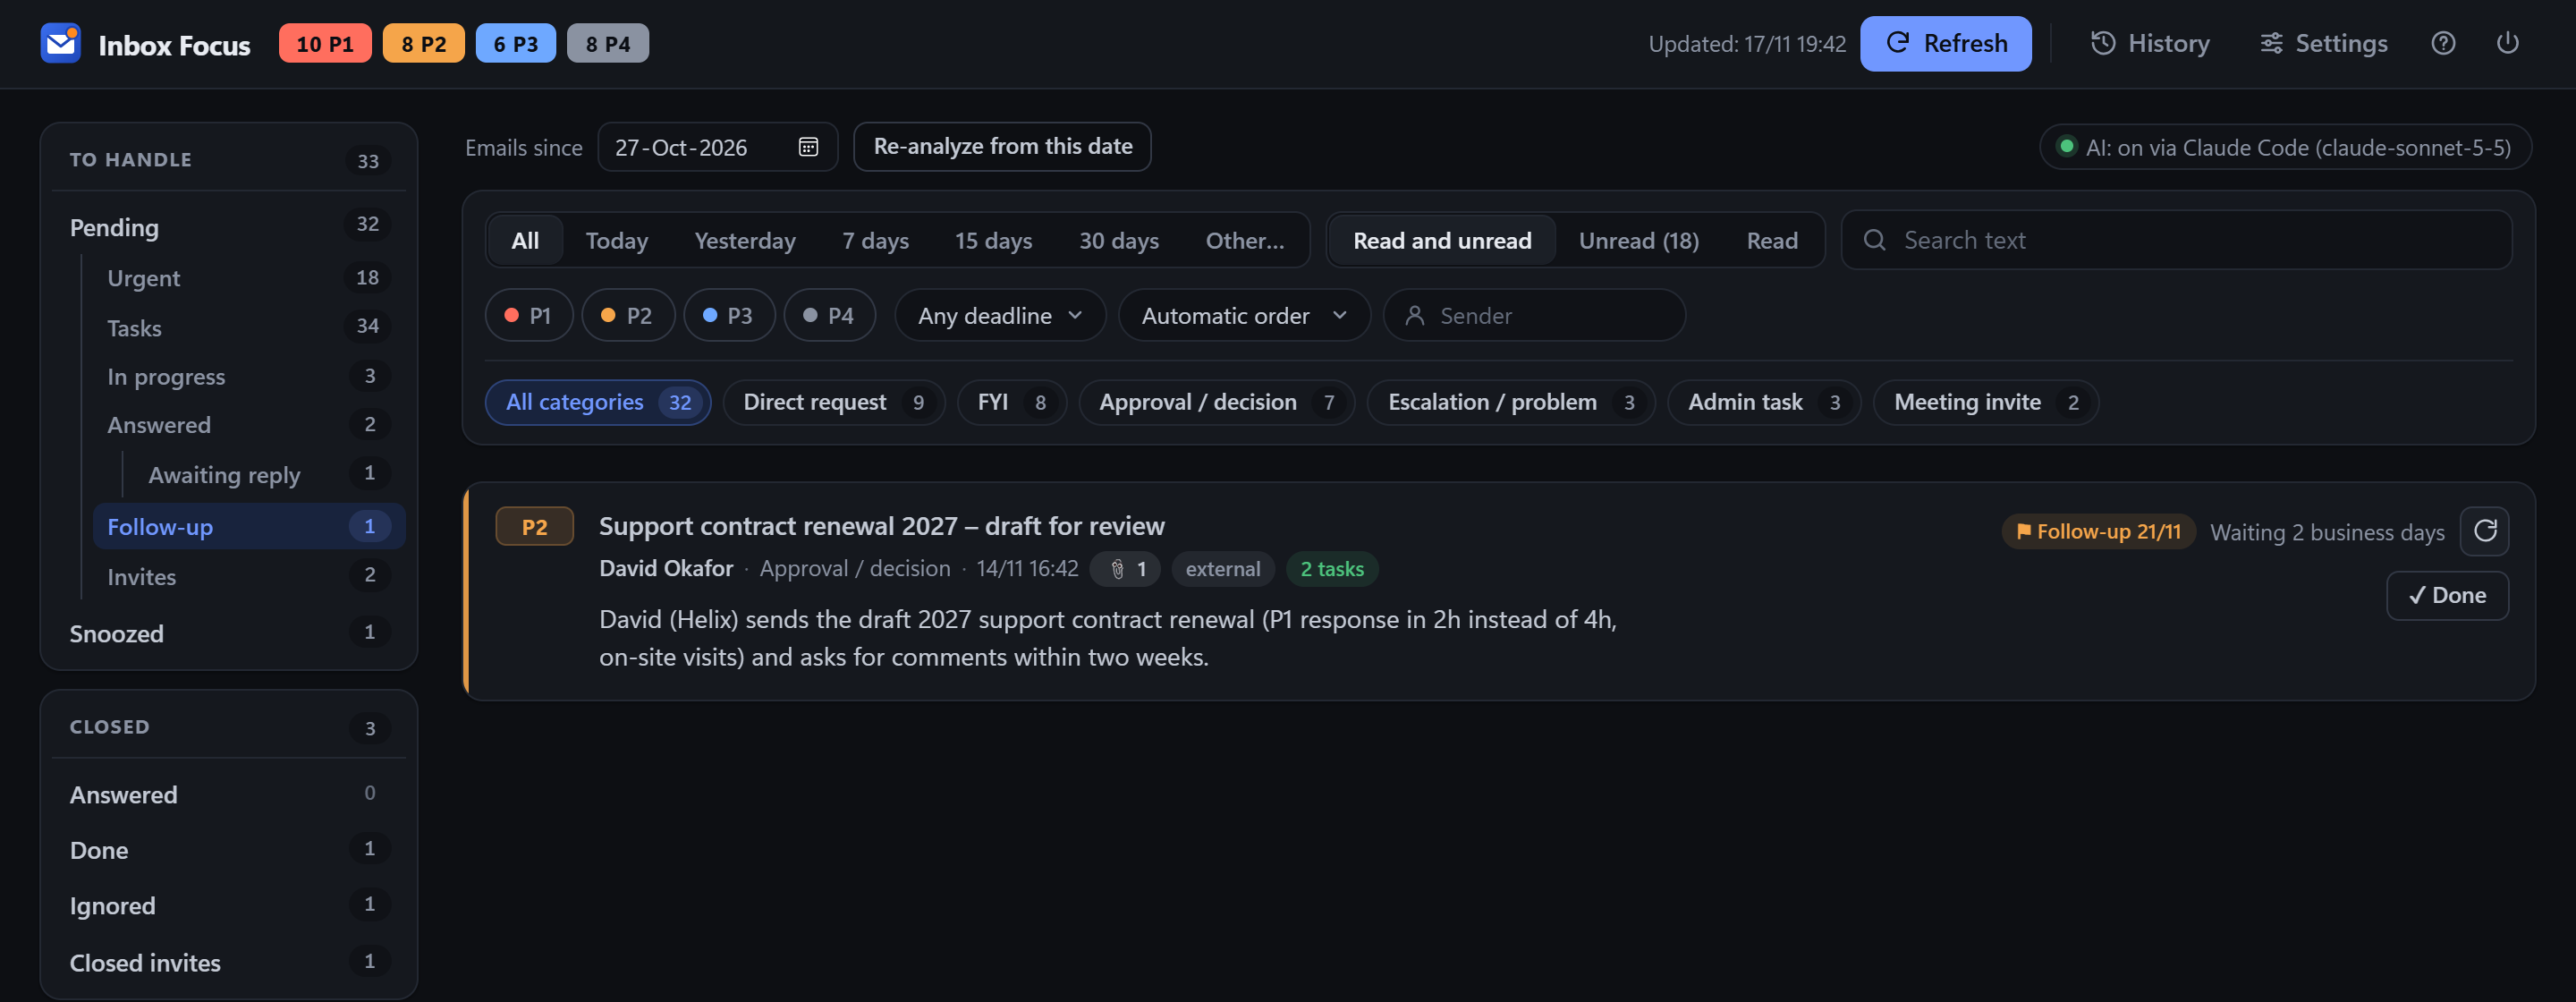 Inbox Focus 10 P1 8 P2 6 P3 8 P4 Updated: 17/11 19:42 Refresh History Settings
TO HANDLE 33
Pending 32
Urgent 18
Tasks 34
In progress 3
Answered 2
Awaiting reply 1
Follow-up 1
Invites 2
Snoozed 1
CLOSED 3
Answered 0
Done 1
Ignored 1
Closed invites 1
Emails since 27-Oct-2026 Re-analyze from this date AI: on via Claude Code (claude-sonnet-5-5)
All Today Yesterday 7 days 15 days 30 days Other... Read and unread Unread (18) Read Search text
P1 P2 P3 P4 Any deadline Automatic order Sender
All categories 32 Direct request 9 FYI 8 Approval / decision 7 Escalation / problem 3 Admin task 3 Meeting invite 2
P2 Support contract renewal 2027 – draft for review Follow-up 21/11 Waiting 2 business days
David Okafor · Approval / decision · 14/11 16:42 1 external 2 tasks
✓ Done
David (Helix) sends the draft 2027 support contract renewal (P1 response in 2h instead of 4h,
on-site visits) and asks for comments within two weeks.